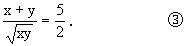 (x + y)/√(xy) = 5/2 . ③